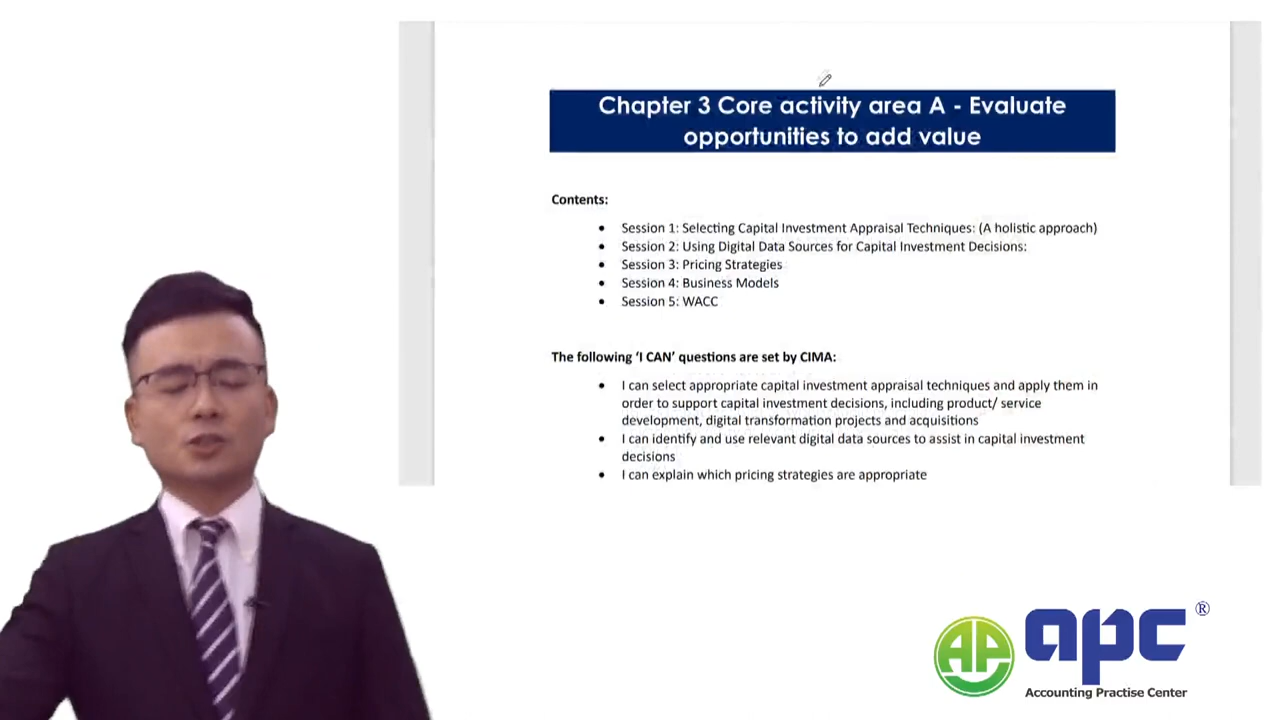 Chapter 3 Core activity area A - Evaluate
opportunities to add value
Contents:
• Session 1: Selecting Capital Investment Appraisal Techniques: (A holistic approach)
• Session 2: Using Digital Data Sources for Capital Investment Decisions:
• Session 3: Pricing Strategies
• Session 4: Business Models
• Session 5: WACC
The following ‘I CAN’ questions are set by CIMA:
• I can select appropriate capital investment appraisal techniques and apply them in
order to support capital investment decisions, including product/ service
development, digital transformation projects and acquisitions
• I can identify and use relevant digital data sources to assist in capital investment
decisions
• I can explain which pricing strategies are appropriate
AP apc ®
Accounting Practise Center